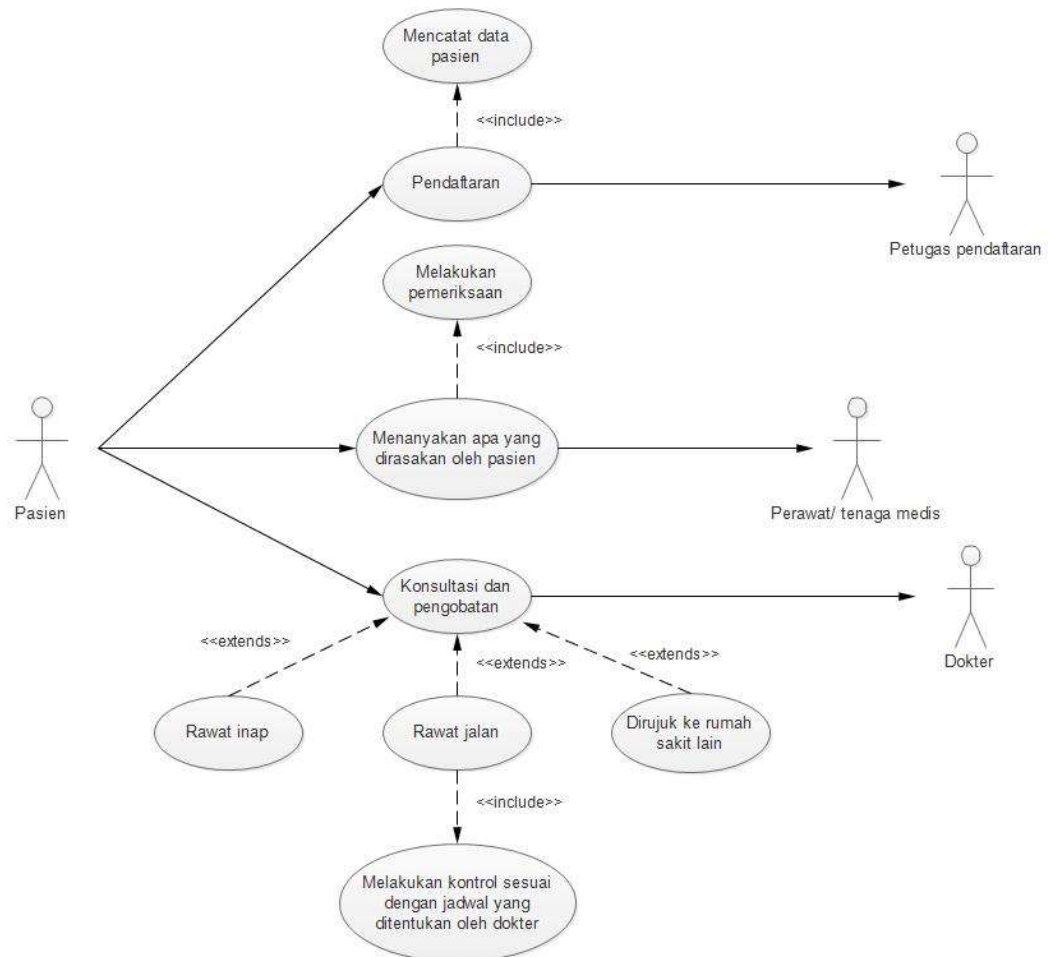 Mencatat data
pasien
<<include>>
Pendaftaran
Petugas pendaftaran
Melakukan
pemeriksaan
<<include>>
Menanyakan apa yang
dirasakan oleh pasien
Pasien
Perawat/ tenaga medis
Konsultasi dan
pengobatan
Dokter
<<extends>>
<<extends>>
<<extends>>
Rawat inap
Rawat jalan
Dirujuk ke rumah
sakit lain
<<include>>
Melakukan kontrol sesuai
dengan jadwal yang
ditentukan oleh dokter